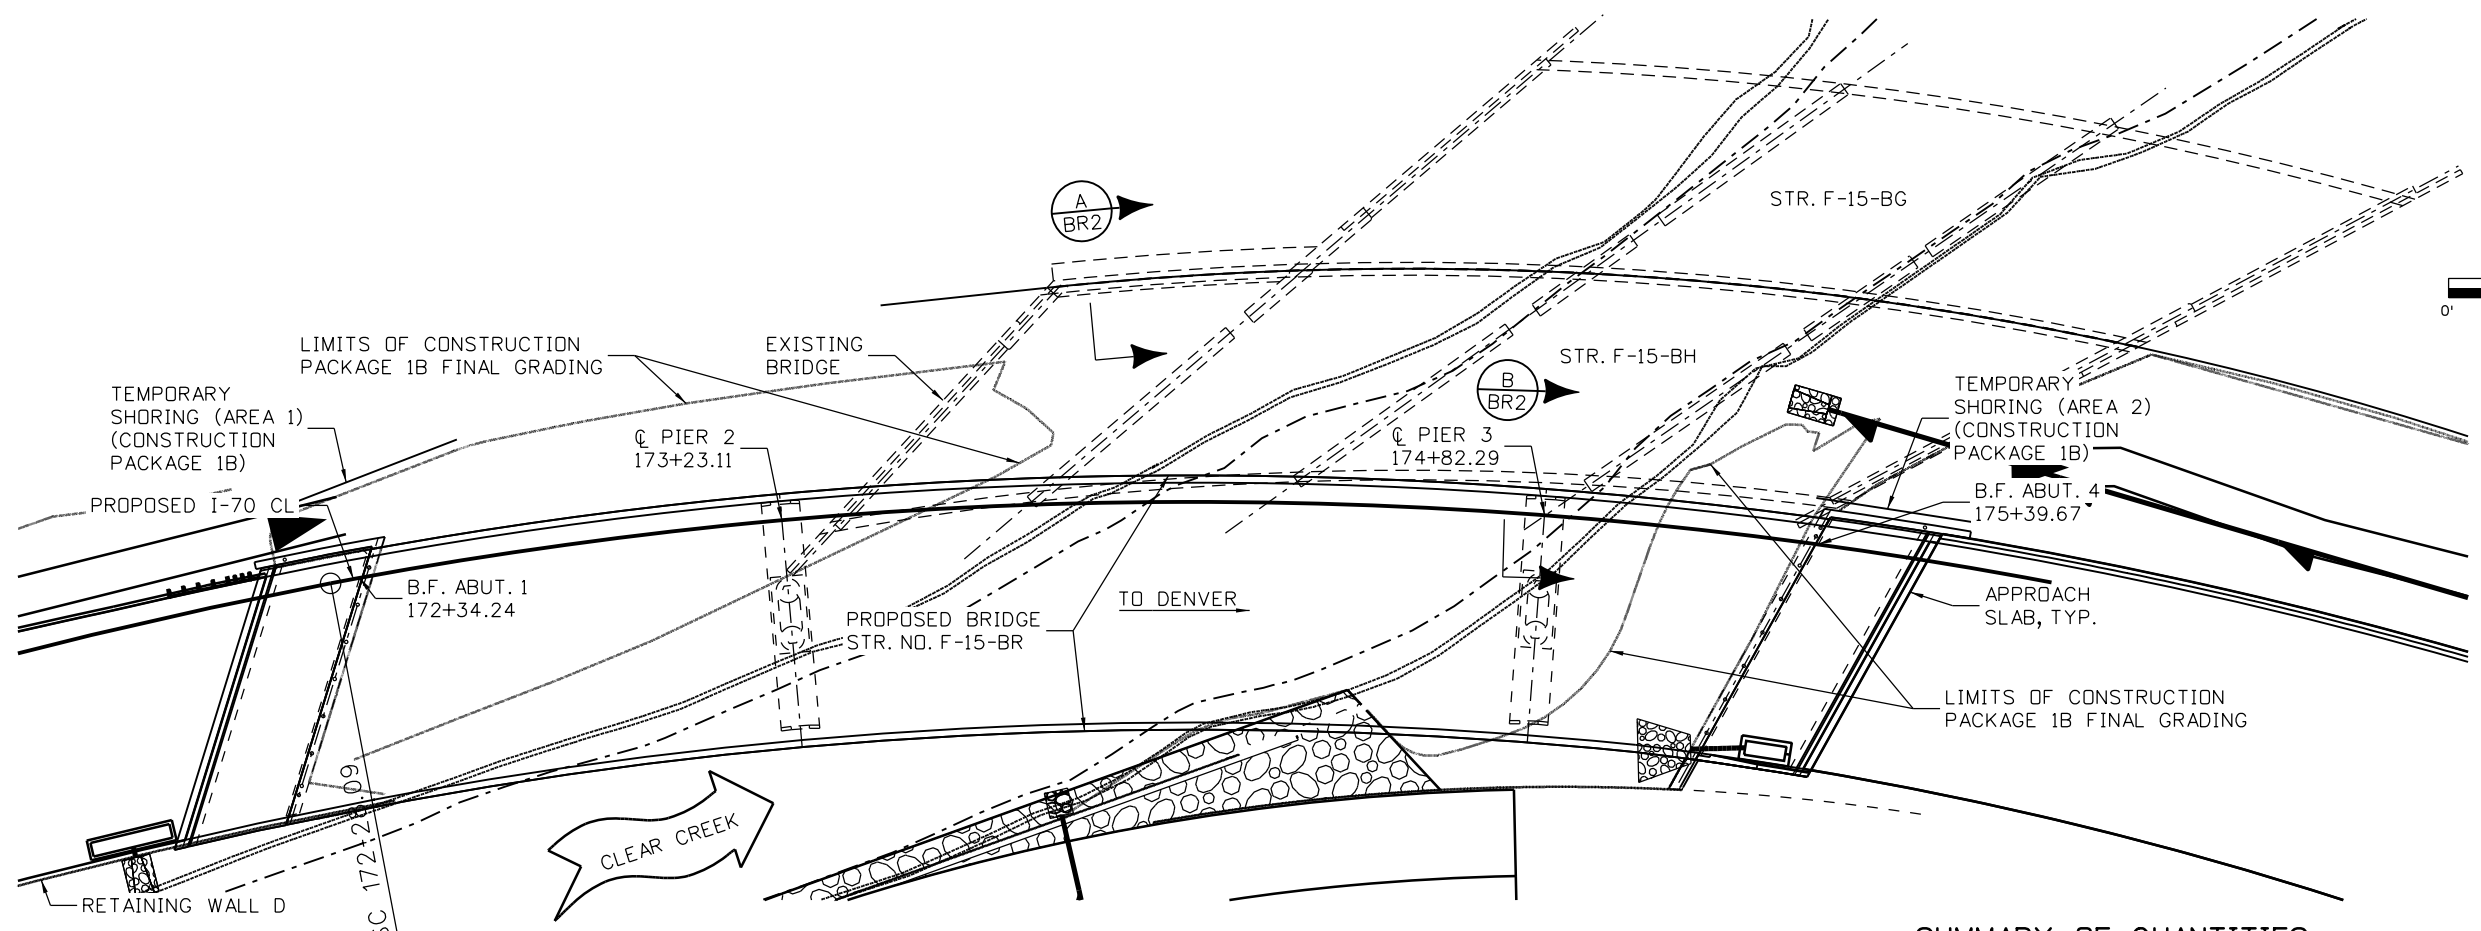 A
BR2
STR. F-15-BG
0'
LIMITS OF CONSTRUCTION
PACKAGE 1B FINAL GRADING
EXISTING
BRIDGE
STR. F-15-BH
B
BR2
TEMPORARY
SHORING (AREA 1)
(CONSTRUCTION
PACKAGE 1B)
TEMPORARY
SHORING (AREA 2)
(CONSTRUCTION
PACKAGE 1B)
℄ PIER 2
173+23.11
℄ PIER 3
174+82.29
PROPOSED I-70 CL
B.F. ABUT. 4
175+39.67
B.F. ABUT. 1
172+34.24
TO DENVER
APPROACH
SLAB, TYP.
PROPOSED BRIDGE
STR. NO. F-15-BR
LIMITS OF CONSTRUCTION
PACKAGE 1B FINAL GRADING
CLEAR CREEK
RETAINING WALL D
SUMMARY OF QUANTITIES